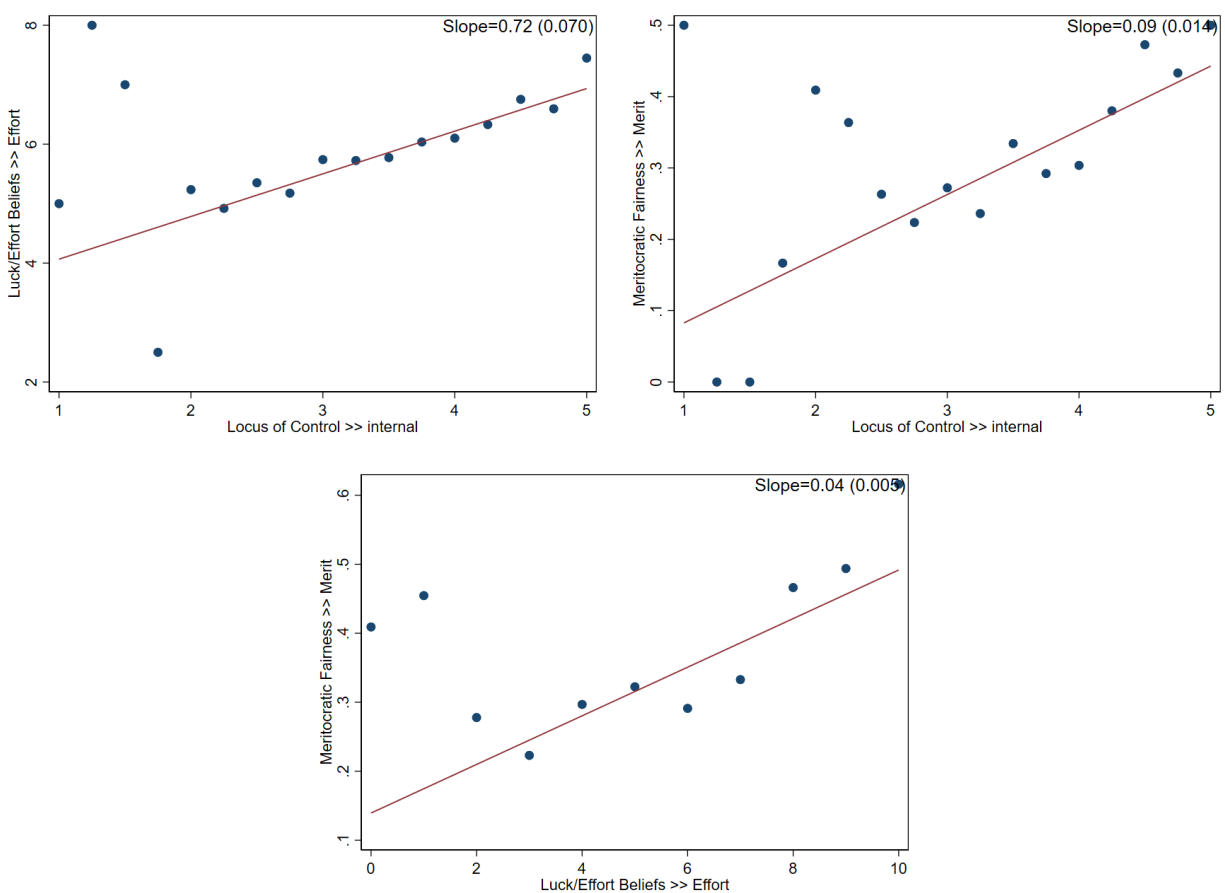 Slope=0.72 (0.070)
Luck/Effort Beliefs >> Effort
8
6
4
2
1 2 3 4 5
Locus of Control >> internal
Slope=0.09 (0.014)
Meritocratic Fairness >> Merit
.5
.4
.3
.2
.1
0
1 2 3 4 5
Locus of Control >> internal
Slope=0.04 (0.005)
Meritocratic Fairness >> Merit
.6
.5
.4
.3
.2
.1
0 2 4 6 8 10
Luck/Effort Beliefs >> Effort